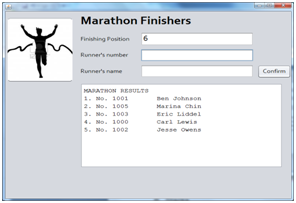 Marathon Finishers
Finishing Position 6
Runner's number
Runner's name Confirm
MARATHON RESULTS
1. No. 1001 Ben Johnson
2. No. 1005 Marina Chin
3. No. 1003 Eric Liddel
4. No. 1000 Carl Lewis
5. No. 1002 Jesse Owens